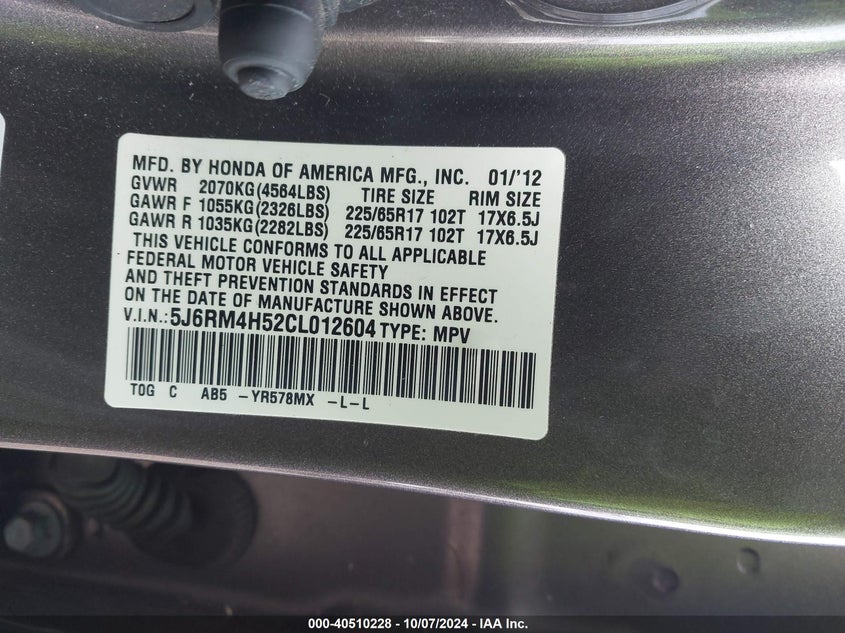 MFD. BY HONDA OF AMERICA MFG., INC. 01/'12
GVWR 2070KG(4564LBS) TIRE SIZE RIM SIZE
GAWR F 1055KG(2326LBS) 225/65R17 102T 17X6.5J
GAWR R 1035KG(2282LBS) 225/65R17 102T 17X6.5J
THIS VEHICLE CONFORMS TO ALL APPLICABLE
FEDERAL MOTOR VEHICLE SAFETY
AND THEFT PREVENTION STANDARDS IN EFFECT
ON THE DATE OF MANUFACTURE SHOWN ABOVE.
V.I.N.: 5J6RM4H52CL012604 TYPE: MPV
TOG C AB5 -YR578MX -L-L
000-40510228 - 10/07/2024 - IAA Inc.